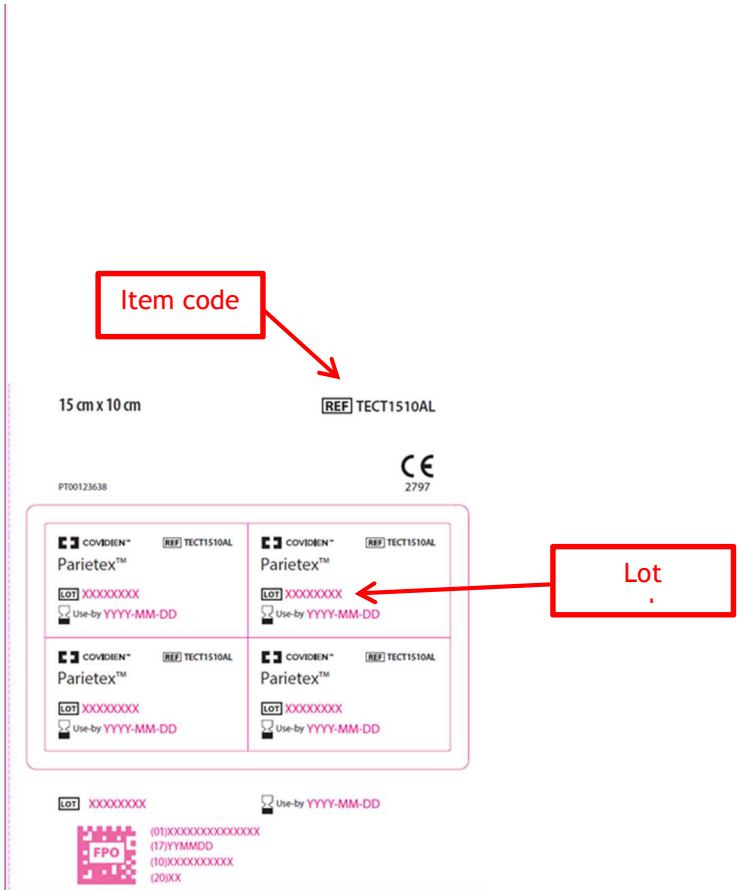 Item code
15 cm x 10 cm REF TECT1510AL
CE
PT00123638 2797
COVIDIEN™ REF TECT1510AL COVIDIEN™ REF TECT1510AL
Parietex™ Parietex™
LOT XXXXXXXX LOT XXXXXXXX
Use-by YYYY-MM-DD Use-by YYYY-MM-DD
Lot
COVIDIEN™ REF TECT1510AL COVIDIEN™ REF TECT1510AL
Parietex™ Parietex™
LOT XXXXXXXX LOT XXXXXXXX
Use-by YYYY-MM-DD Use-by YYYY-MM-DD
LOT XXXXXXXX Use-by YYYY-MM-DD
FPO
(01)XXXXXXXXXXXXXX
(17)YYMMDD
(10)XXXXXXXXXX
(20)XX